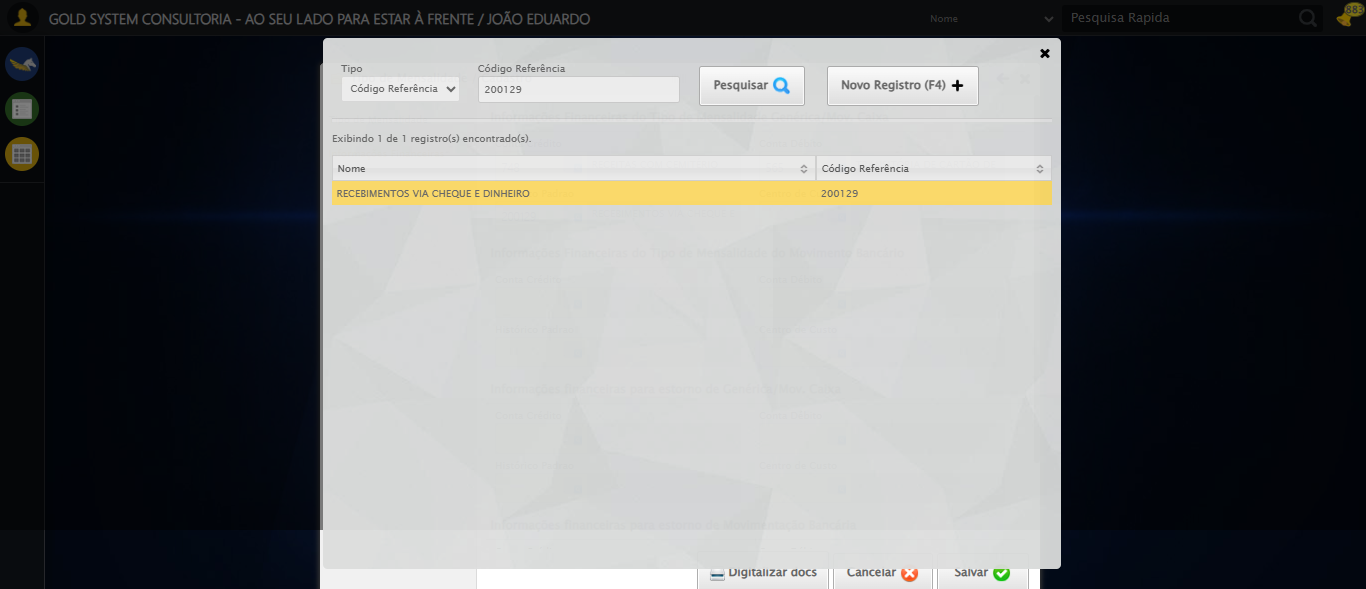 GOLD SYSTEM CONSULTORIA - AO SEU LADO PARA ESTAR À FRENTE / JOÃO EDUARDO
Nome
Pesquisa Rapida
883
Tipo
Código Referência
Código Referência
200129
Pesquisar
Novo Registro (F4)
Exibindo 1 de 1 registro(s) encontrado(s).
Nome
Código Referência
RECEBIMENTOS VIA CHEQUE E DINHEIRO
200129
Digitalizar docs
Cancelar
Salvar